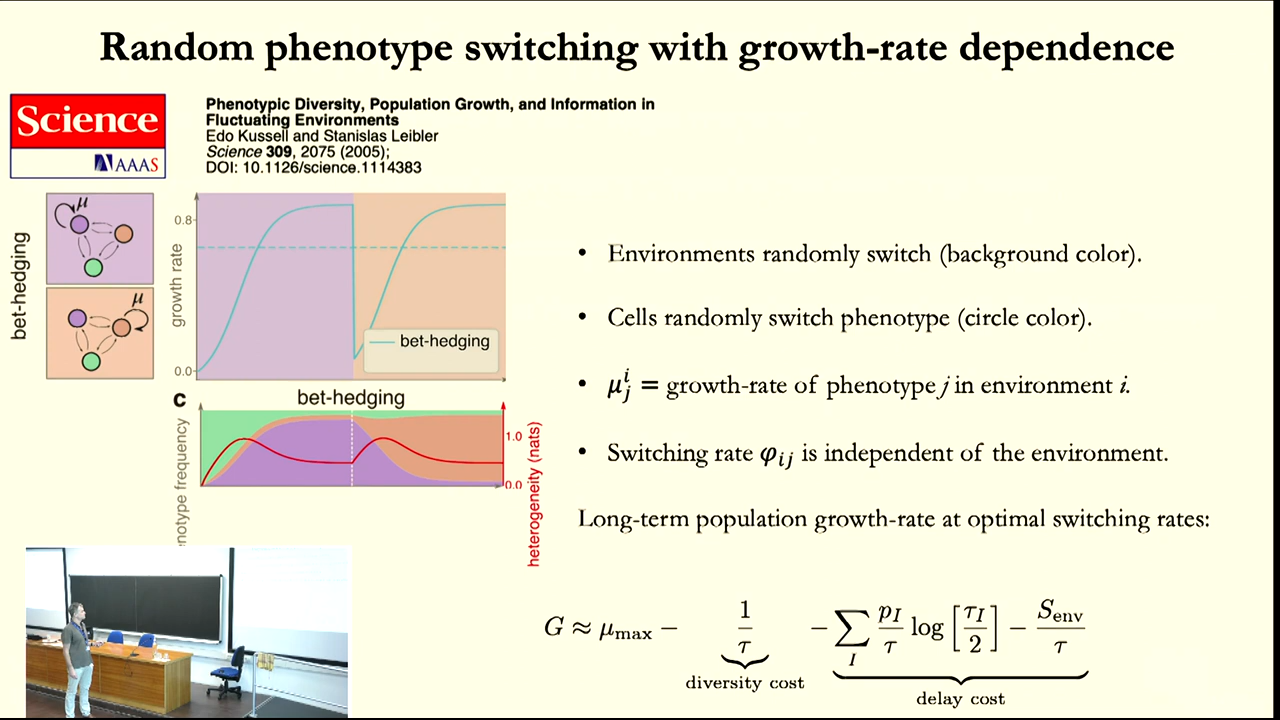 Random phenotype switching with growth-rate dependence
Science
AAAS
Phenotypic Diversity, Population Growth, and Information in
Fluctuating Environments
Edo Kussell and Stanislas Leibler
Science 309, 2075 (2005);
DOI: 10.1126/science.1114383
bet-hedging
μ
μ
growth rate
0.8
0.0
bet-hedging
c
bet-hedging
notype frequency
1.0
0.0
heterogeneity (nats)
• Environments randomly switch (background color).
• Cells randomly switch phenotype (circle color).
• μ_j^i = growth-rate of phenotype j in environment i.
• Switching rate φ_{ij} is independent of the environment.
Long-term population growth-rate at optimal switching rates:
G ≈ μ_max − 1/τ − ∑_I p_I/τ log [τ_I/2] − S_env/τ
diversity cost
delay cost